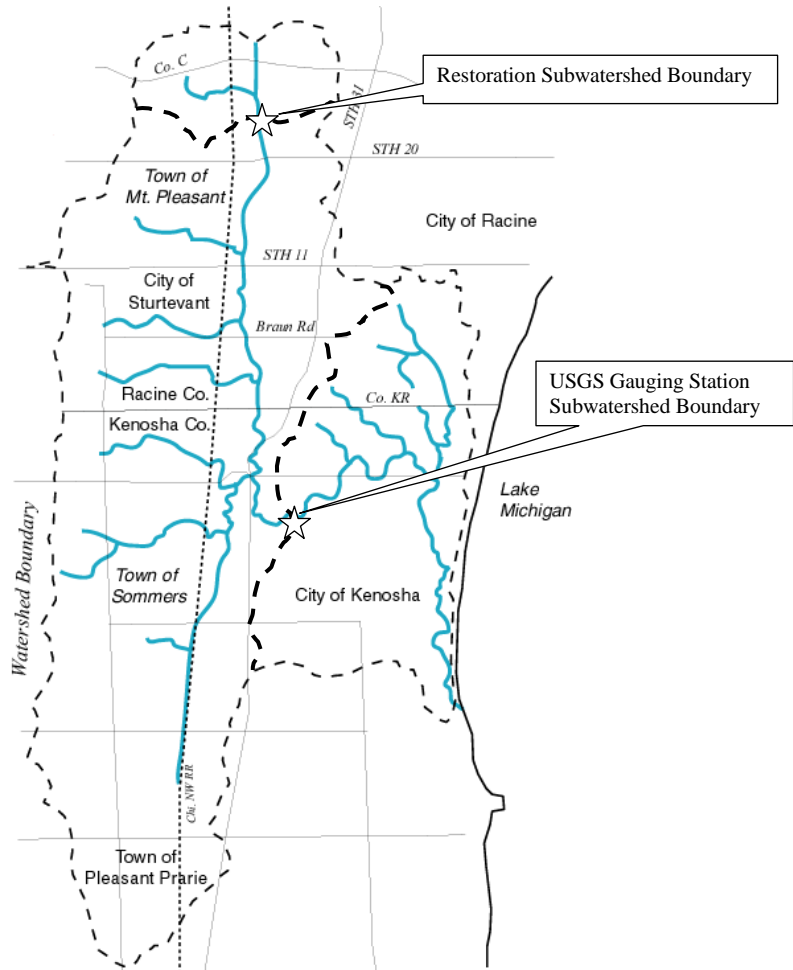 Co. C
Restoration Subwatershed Boundary
STH 31
STH 20
Town of
Mt. Pleasant
City of Racine
STH 11
City of
Sturtevant
Braun Rd
USGS Gauging Station
Subwatershed Boundary
Racine Co.
Co. KR
Kenosha Co.
Lake
Michigan
Watershed Boundary
Town of
Sommers
City of Kenosha
Chi. NW RR
Town of
Pleasant Prarie